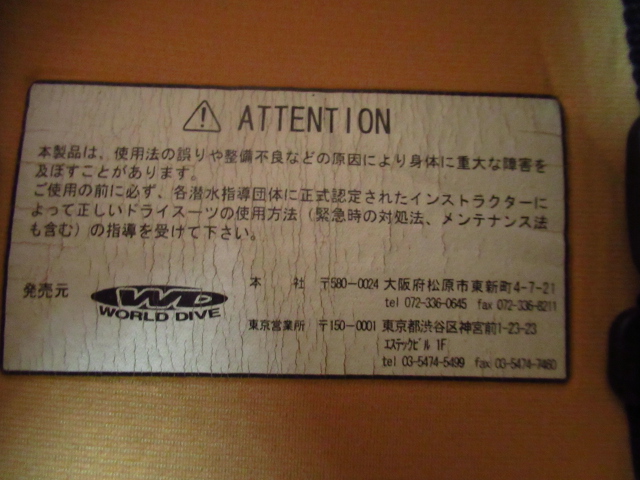 ATTENTION
本製品は、使用法の誤りや整備不良などの原因により身体に重大な障害を
及ぼすことがあります。
ご使用の前に必ず、各潜水指導団体に正式認定されたインストラクターに
よって正しいドライスーツの使用方法（緊急時の対処法、メンテナンス法
も含む）の指導を受けて下さい。
発売元 WD WORLD DIVE
本 社 〒580-0024 大阪府松原市東新町4-7-21
tel 072-336-0645 fax 072-336-8211
東京営業所 〒150-0001 東京都渋谷区神宮前1-23-23
ｴｽﾃｯｸﾋﾞﾙ 1F
tel 03-5474-5499 fax 03-5474-7480